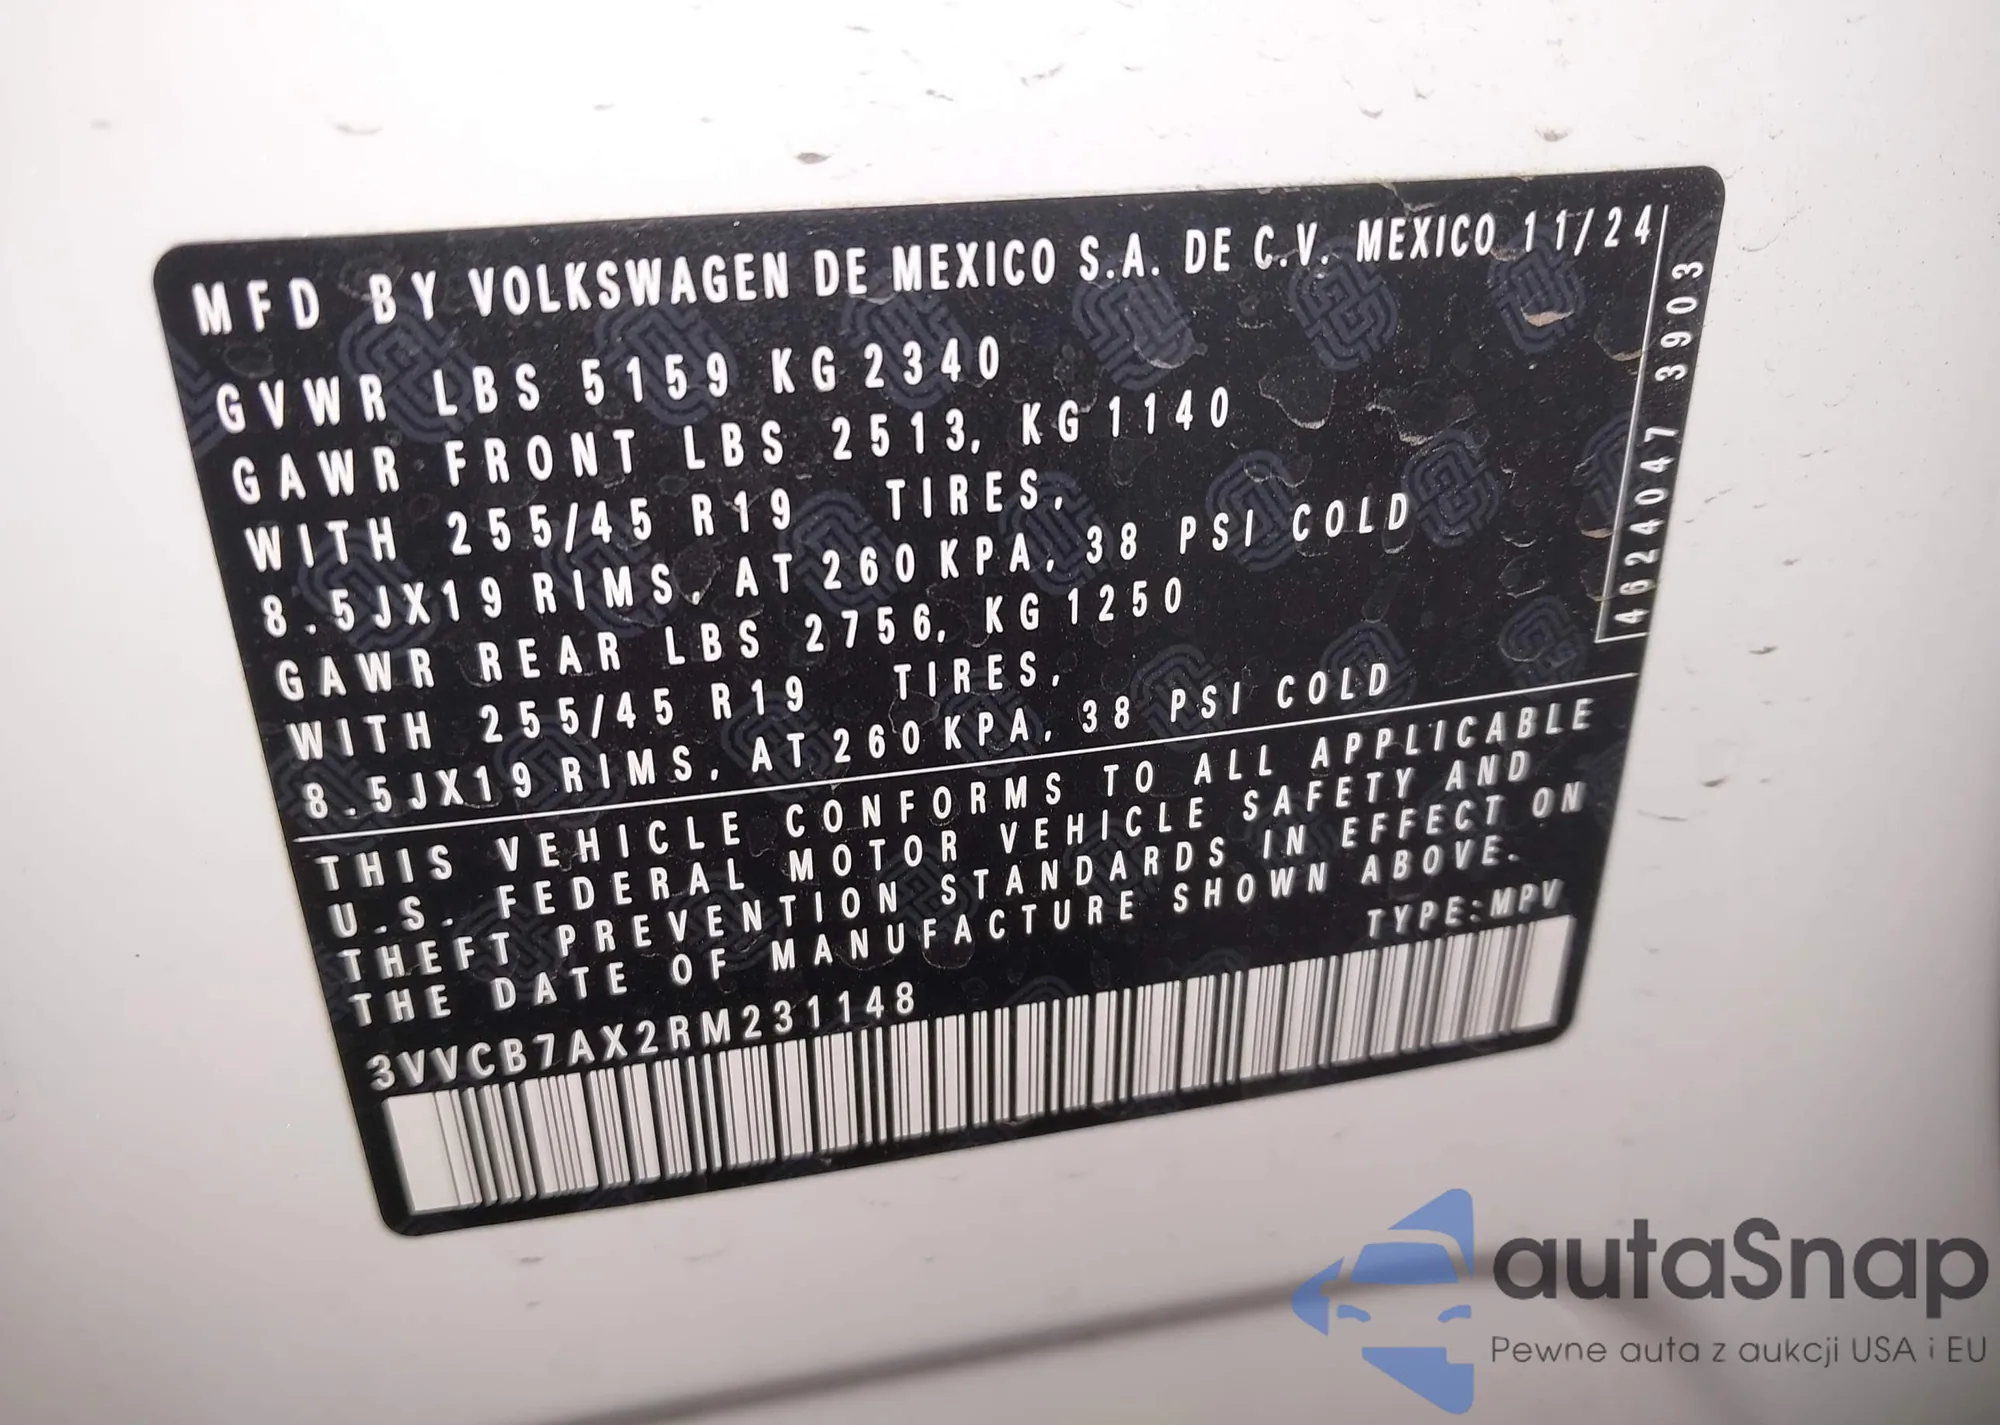 MFD BY VOLKSWAGEN DE MEXICO S.A. DE C.V. MEXICO 11/24
GVWR LBS 5159 KG 2340
GAWR FRONT LBS 2513, KG 1140
WITH 255/45 R19 TIRES,
8.5JX19 RIMS, AT 260 KPA, 38 PSI COLD
GAWR REAR LBS 2756, KG 1250
WITH 255/45 R19 TIRES,
8.5JX19 RIMS, AT 260 KPA, 38 PSI COLD
4624047 3903
THIS VEHICLE CONFORMS TO ALL APPLICABLE
U.S. FEDERAL MOTOR VEHICLE SAFETY AND
THEFT PREVENTION STANDARDS IN EFFECT ON
THE DATE OF MANUFACTURE SHOWN ABOVE.
TYPE:MPV
3VVCB7AX2RM231148
autaSnap
Pewne auta z aukcji USA i EU